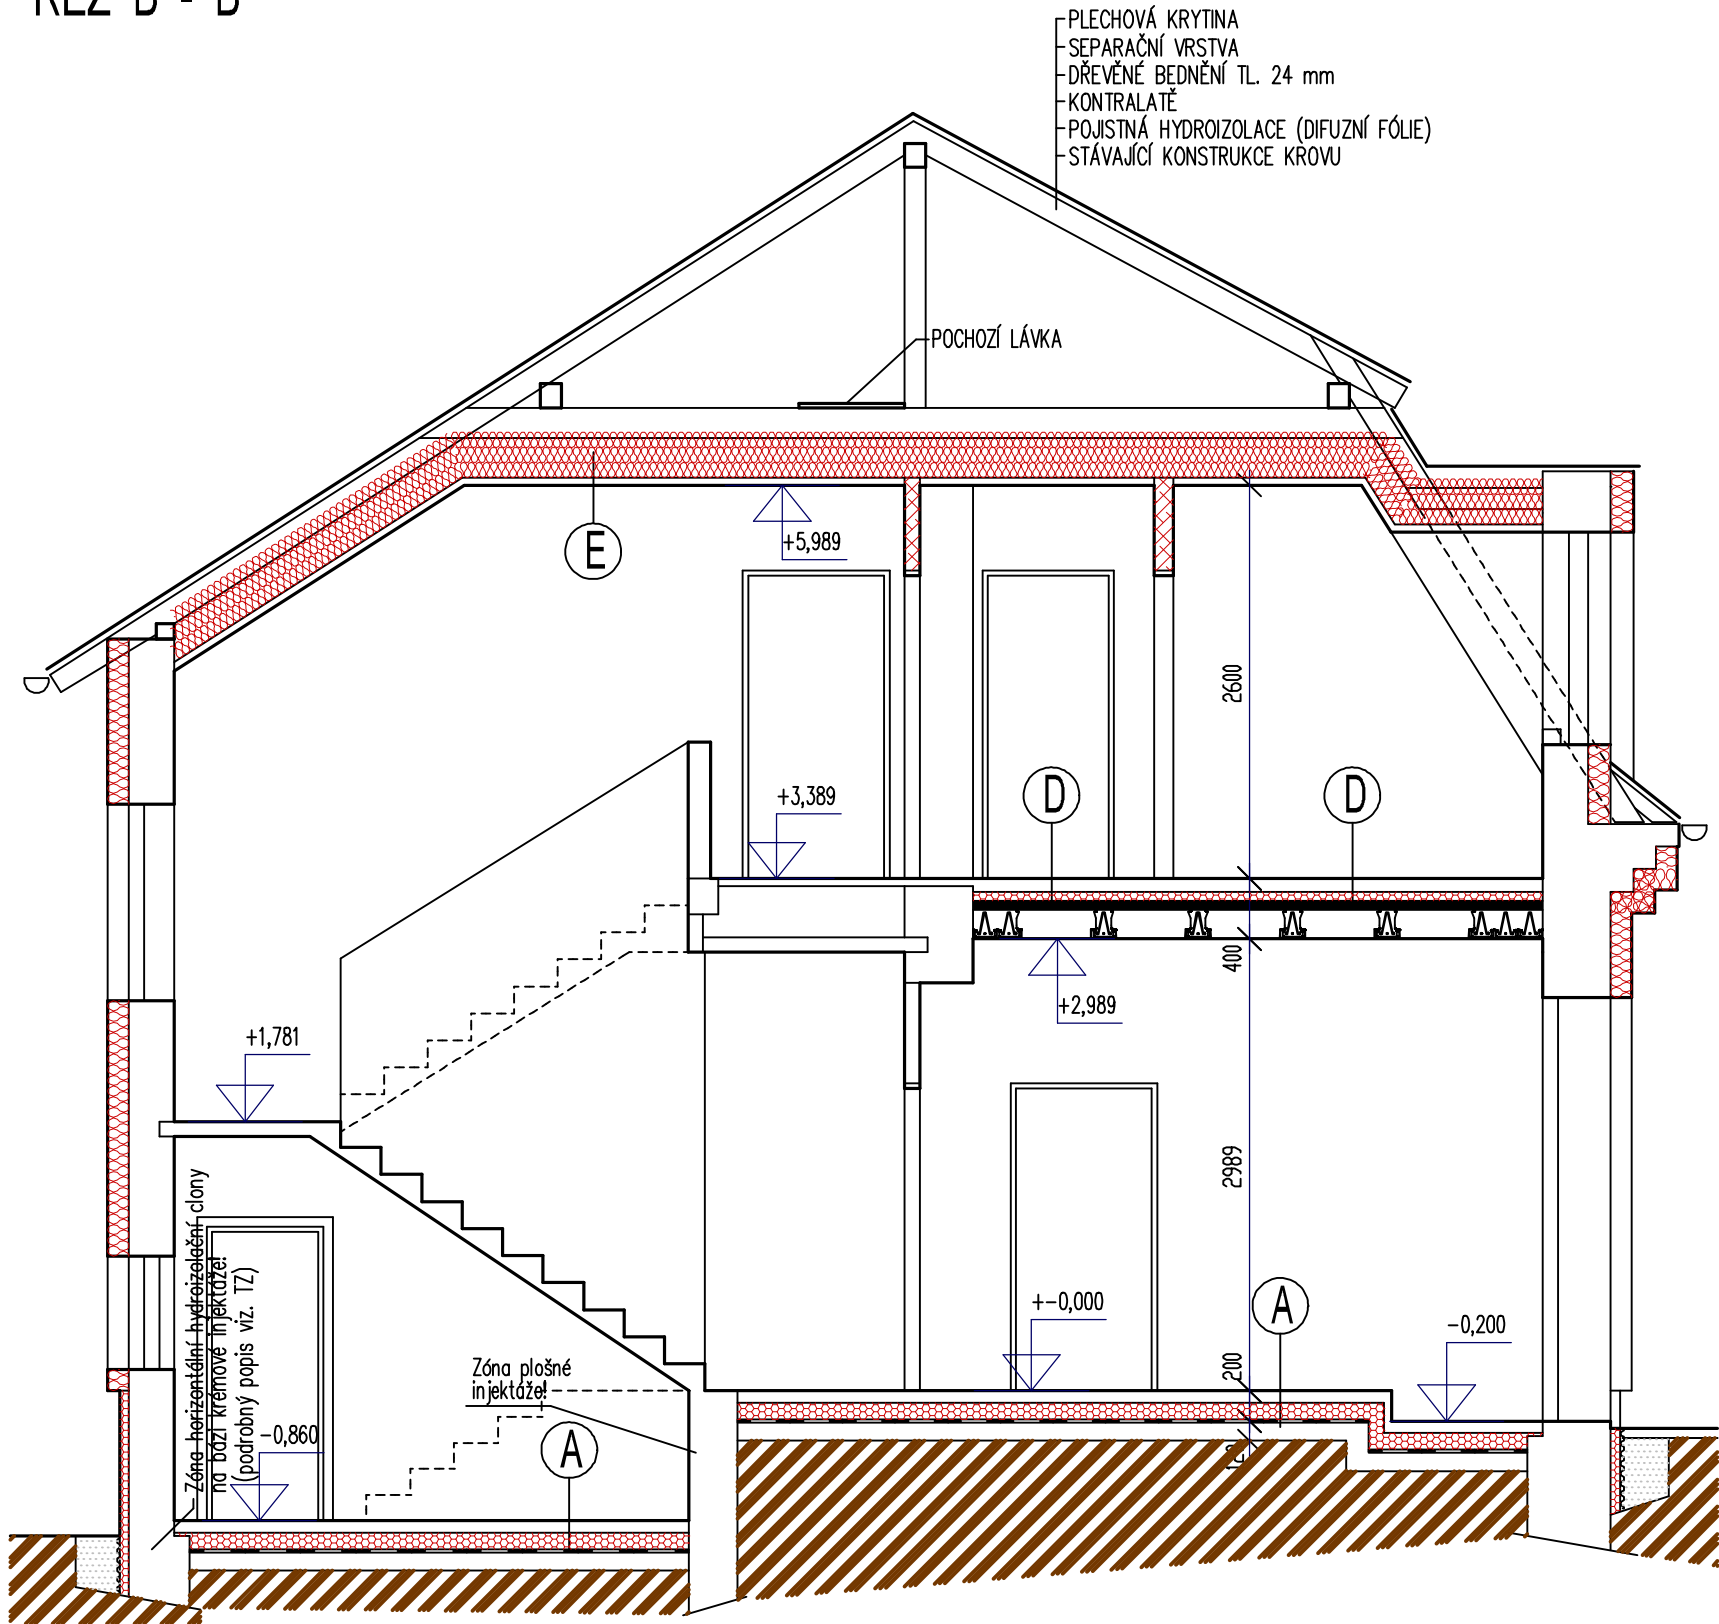 ŘEZ B - B
PLECHOVÁ KRYTINA
SEPARAČNÍ VRSTVA
DŘEVĚNÉ BEDNĚNÍ TL. 24 mm
KONTRALATĚ
POJISTNÁ HYDROIZOLACE (DIFUZNÍ FÓLIE)
STÁVAJÍCÍ KONSTRUKCE KROVU
POCHOZÍ LÁVKA
E
+5,989
2600
+3,389
D
D
400
+2,989
+1,781
2989
Zóna horizontální hydroizolační clony
na bázi krémové injektáže!
(podrobný popis viz. TZ)
+-0,000
A
-0,200
200
Zóna plošné
injektáže!
-0,860
A